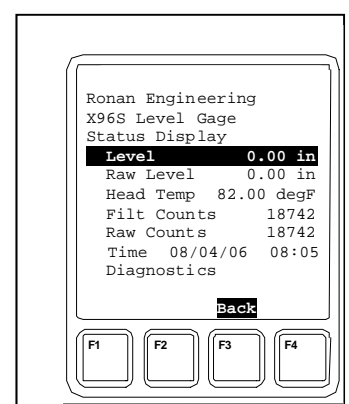 Ronan Engineering
X96S Level Gage
Status Display
Level 0.00 in
Raw Level 0.00 in
Head Temp 82.00 degF
Filt Counts 18742
Raw Counts 18742
Time 08/04/06 08:05
Diagnostics
Back
F1 F2 F3 F4